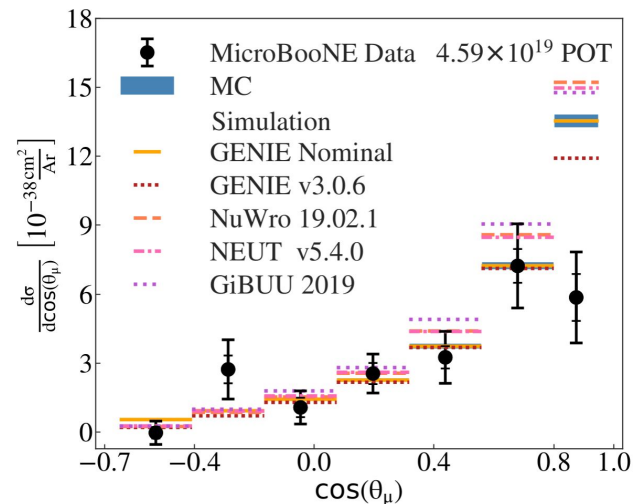 MicroBooNE Data 4.59×10¹⁹ POT
MC
Simulation
GENIE Nominal
GENIE v3.0.6
NuWro 19.02.1
NEUT v5.4.0
GiBUU 2019
dσ/dcos(θμ) [10⁻³⁸ cm²/Ar]
18
15
12
9
6
3
0
−0.7 −0.4 0.0 0.4 0.8 1.0
cos(θμ)